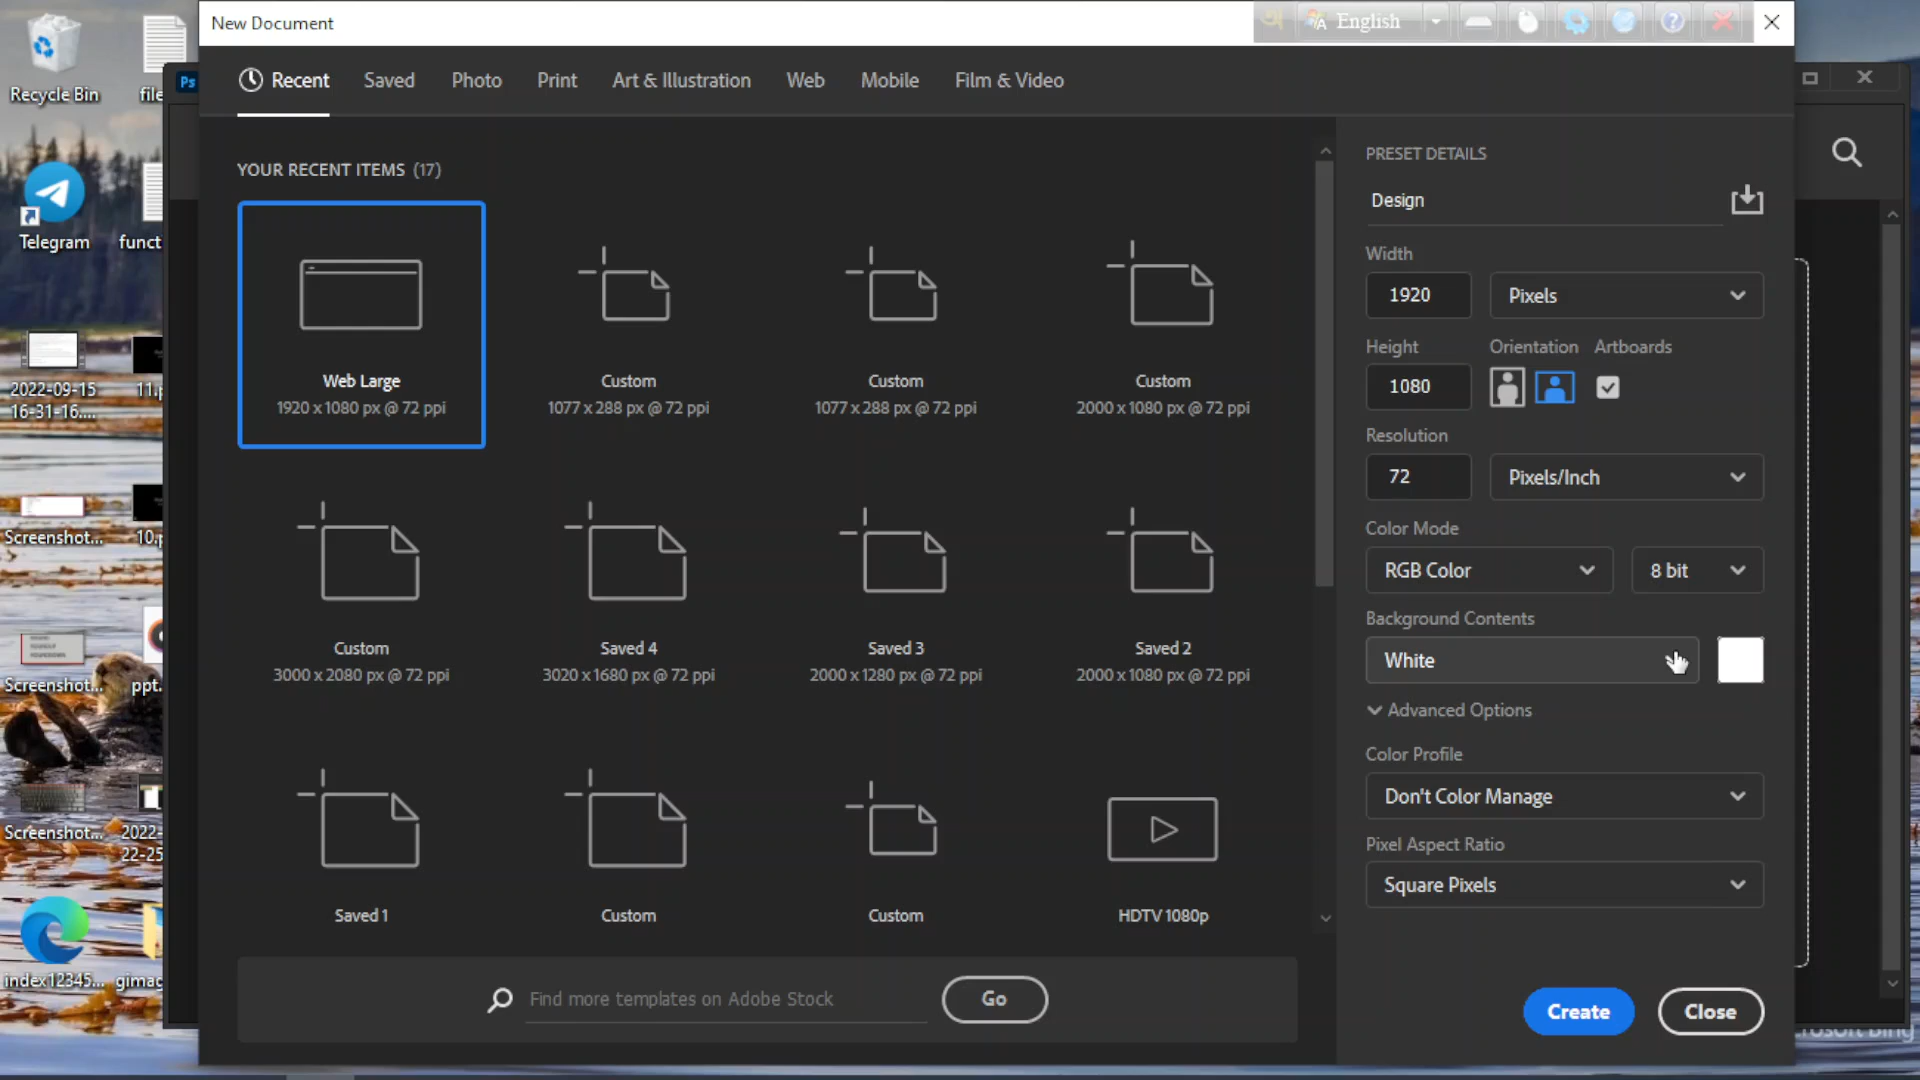 New Document
English
Recycle Bin
file
Ps
Recent
Saved
Photo
Print
Art & Illustration
Web
Mobile
Film & Video
YOUR RECENT ITEMS (17)
PRESET DETAILS
Design
Telegram
funct
Width
1920
Pixels
Height
Orientation
Artboards
1080
Web Large
1920 x 1080 px @ 72 ppi
Custom
1077 x 288 px @ 72 ppi
Custom
1077 x 288 px @ 72 ppi
Custom
2000 x 1080 px @ 72 ppi
2022-09-15
16-31-16....
11.p
Resolution
72
Pixels/Inch
Screenshot...
10.p
Color Mode
RGB Color
8 bit
Background Contents
White
Custom
3000 x 2080 px @ 72 ppi
Saved 4
3020 x 1680 px @ 72 ppi
Saved 3
2000 x 1280 px @ 72 ppi
Saved 2
2000 x 1080 px @ 72 ppi
Screenshot...
ppt.
Advanced Options
Color Profile
Don't Color Manage
Pixel Aspect Ratio
Square Pixels
Screenshot...
2022-
22-25
Saved 1
Custom
Custom
HDTV 1080p
index12345...
gimag
Find more templates on Adobe Stock
Go
Create
Close
rosoft Bing